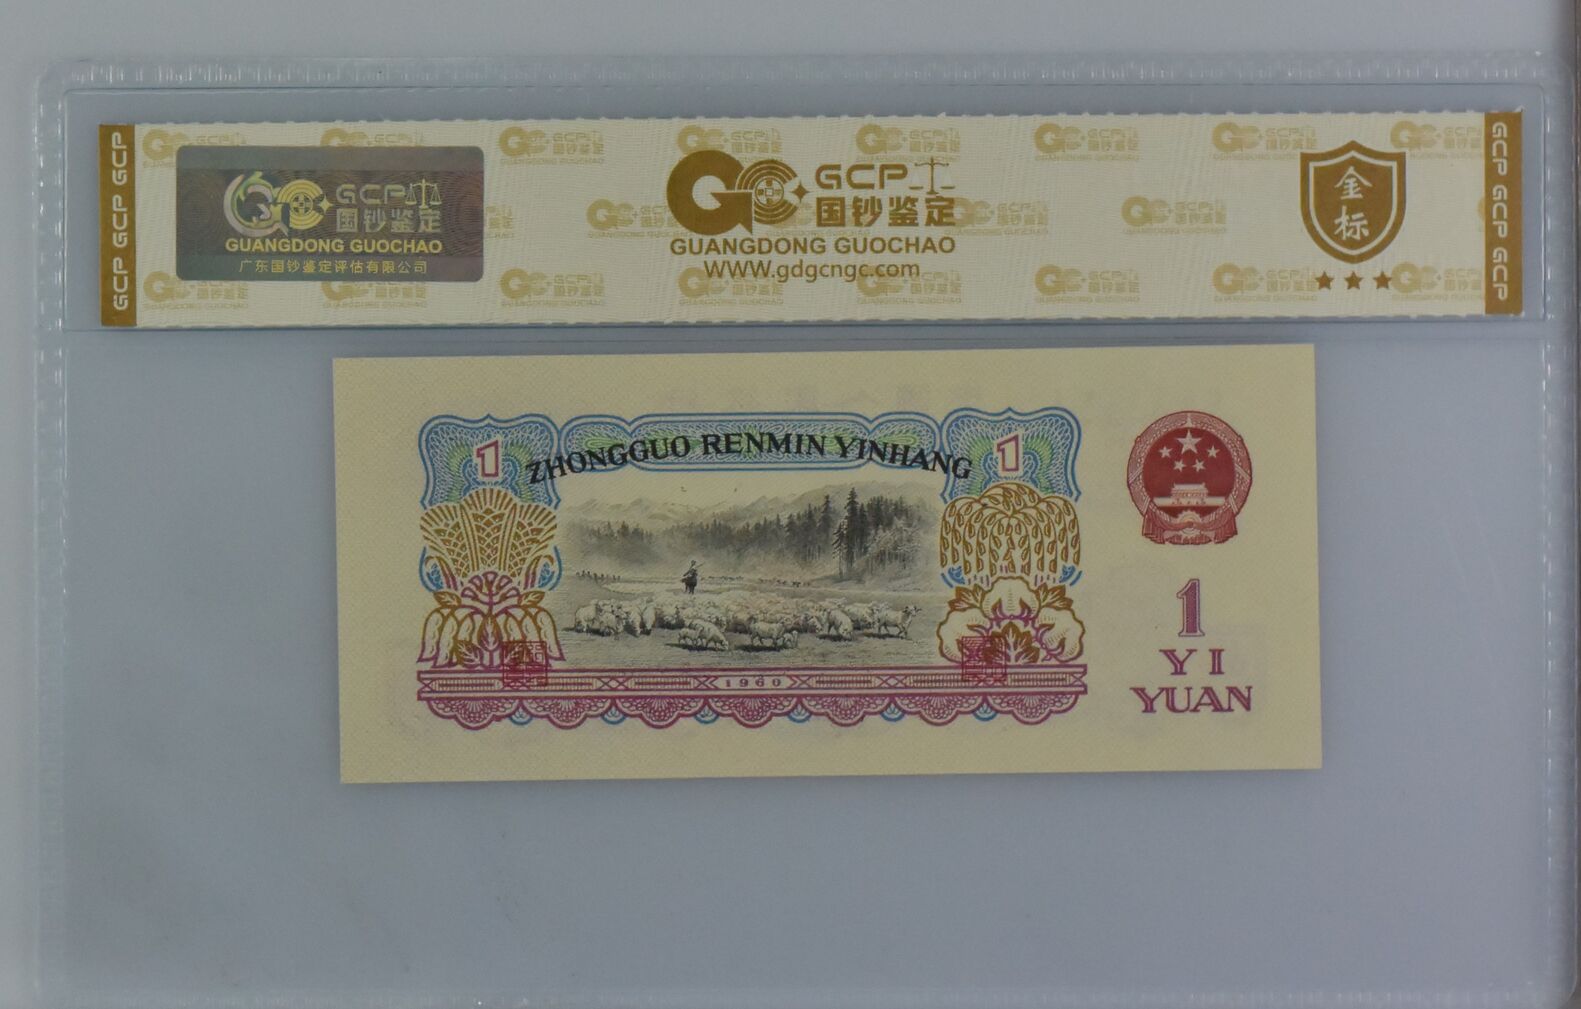 GCP GCP GCP
GCP
国钞鉴定
GUANGDONG GUOCHAO
广东国钞鉴定评估有限公司
GCP
国钞鉴定
GUANGDONG GUOCHAO
WWW.gdgcngc.com
金
标
GCP GCP GCP
1
ZHONGGUO RENMIN YINHANG
1
1960
1
YI
YUAN